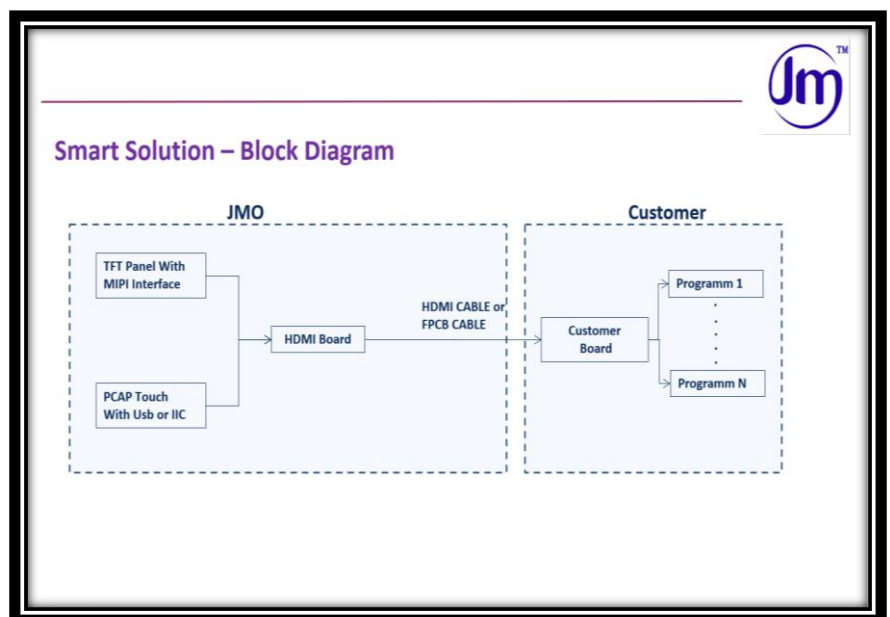 Jm
TM
Smart Solution – Block Diagram
JMO
Customer
TFT Panel With
MIPI Interface
PCAP Touch
With Usb or IIC
HDMI Board
HDMI CABLE or
FPCB CABLE
Customer
Board
Programm 1
Programm N